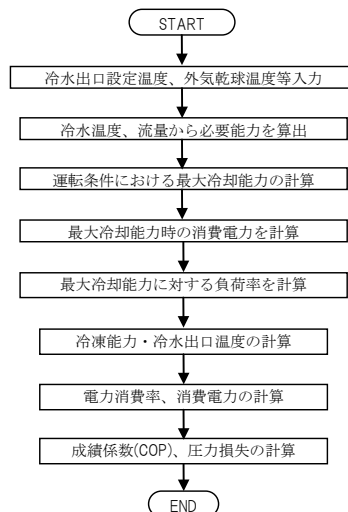 START
冷水出口設定温度、外気乾球温度等入力
冷水温度、流量から必要能力を算出
運転条件における最大冷却能力の計算
最大冷却能力時の消費電力を計算
最大冷却能力に対する負荷率を計算
冷凍能力・冷水出口温度の計算
電力消費率、消費電力の計算
成績係数(COP)、圧力損失の計算
END